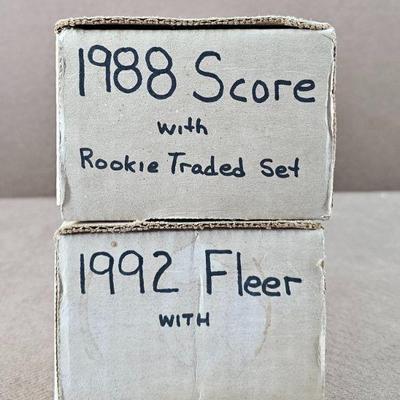 1988 Score
with
Rookie Traded Set
1992 Fleer
WITH